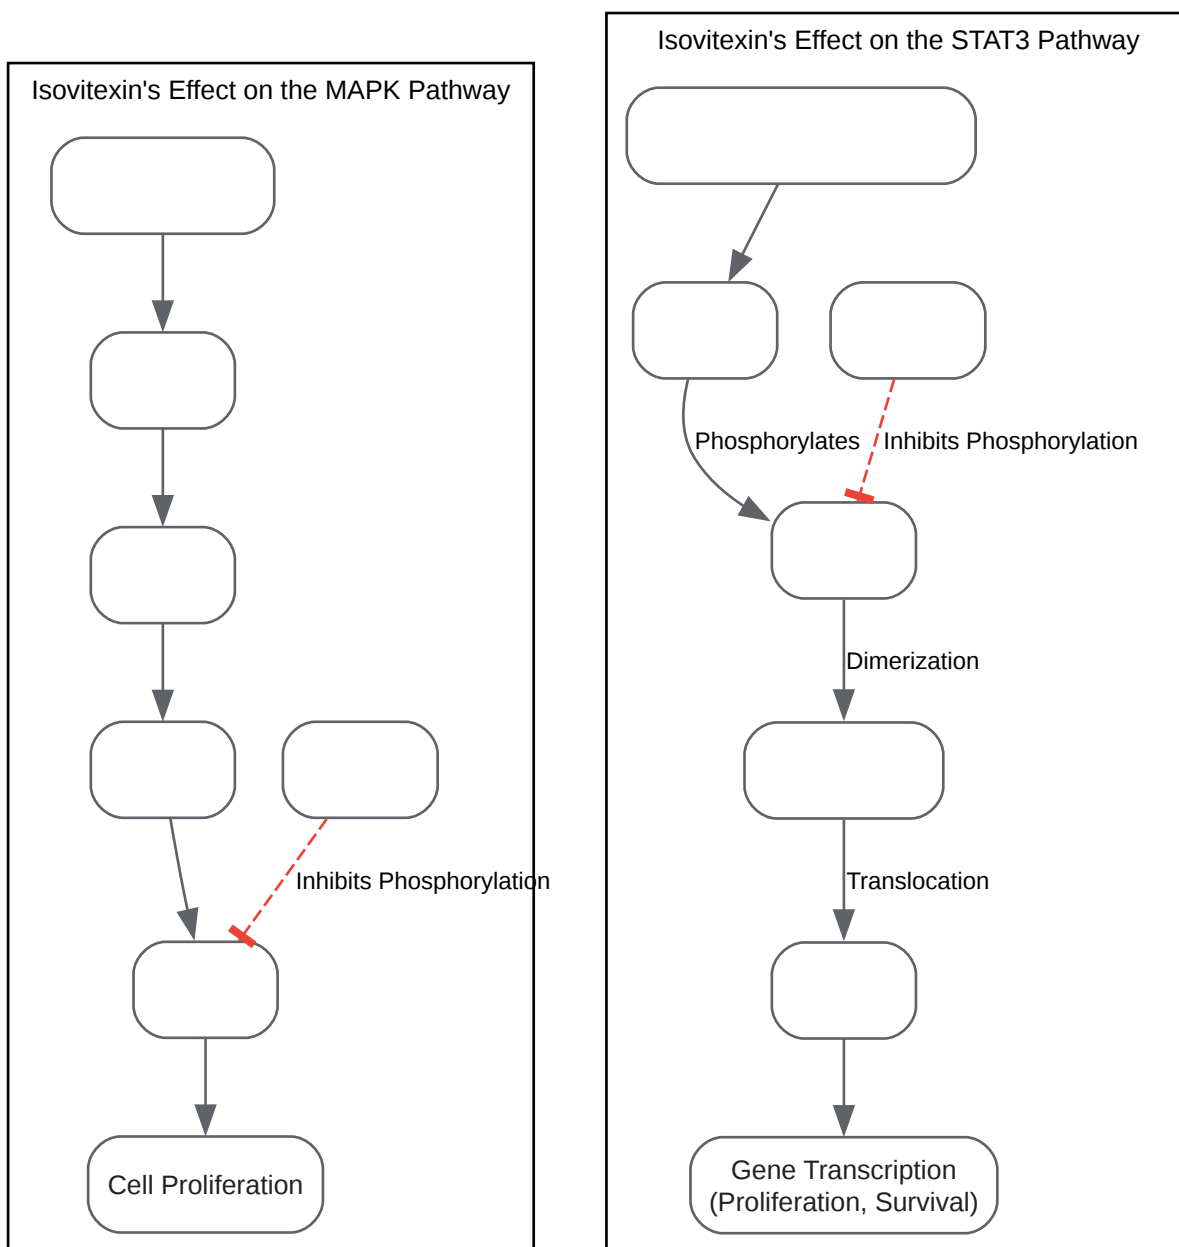 Isovitexin's Effect on the MAPK Pathway
Inhibits Phosphorylation
Cell Proliferation
Isovitexin's Effect on the STAT3 Pathway
Phosphorylates
Inhibits Phosphorylation
Dimerization
Translocation
Gene Transcription
(Proliferation, Survival)